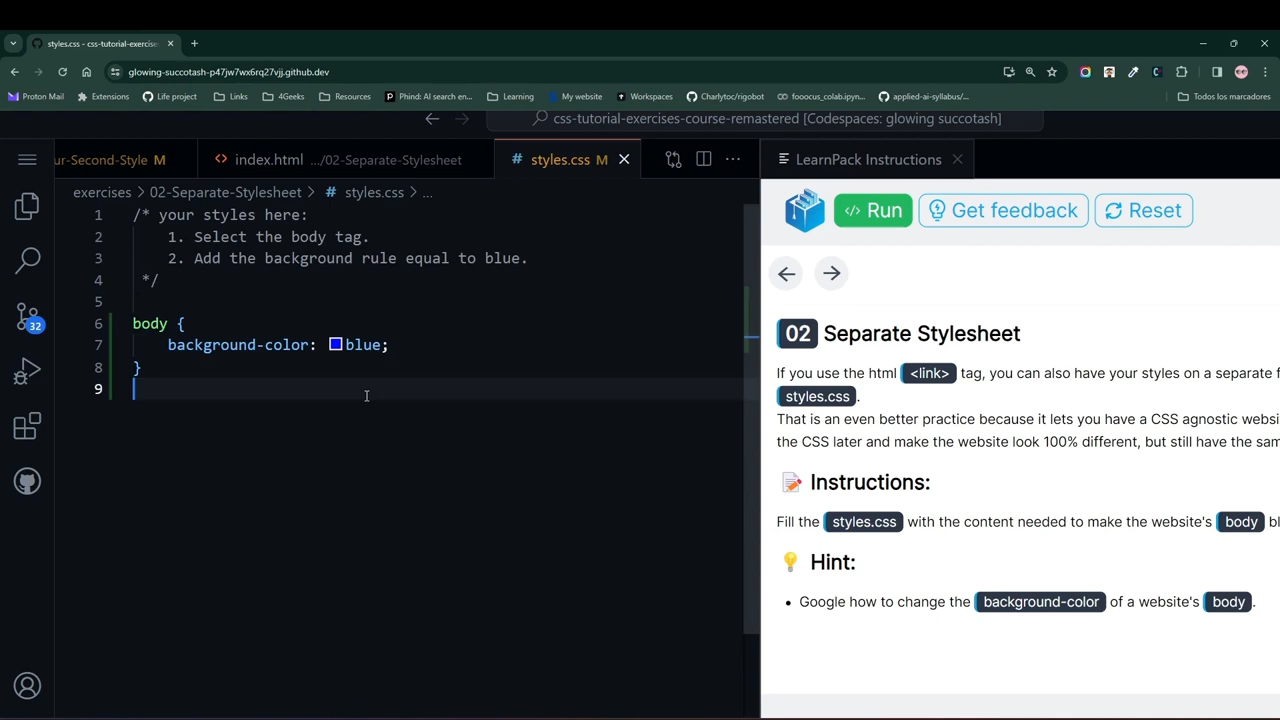 styles.css - css-tutorial-exercise
glowing-succotash-p47jw7wx6rq27vjj.github.dev
Proton Mail Extensions Life project Links 4Geeks Resources Phind: AI search en... Learning My website Workspaces Charlytoc/rigobot fooocus_colab.ipyn... applied-ai-syllabus/... Todos los marcadores
css-tutorial-exercises-course-remastered [Codespaces: glowing succotash]
ur-Second-Style M
index.html .../02-Separate-Stylesheet
# styles.css M
LearnPack Instructions
exercises > 02-Separate-Stylesheet > # styles.css > ...
1 /* your styles here:
2 1. Select the body tag.
3 2. Add the background rule equal to blue.
4 */
5
6 body {
7 background-color: blue;
8 }
9
32
Run Get feedback Reset
02 Separate Stylesheet
If you use the html <link> tag, you can also have your styles on a separate f
styles.css.
That is an even better practice because it lets you have a CSS agnostic websi
the CSS later and make the website look 100% different, but still have the sam
Instructions:
Fill the styles.css with the content needed to make the website's body bl
Hint:
• Google how to change the background-color of a website's body.